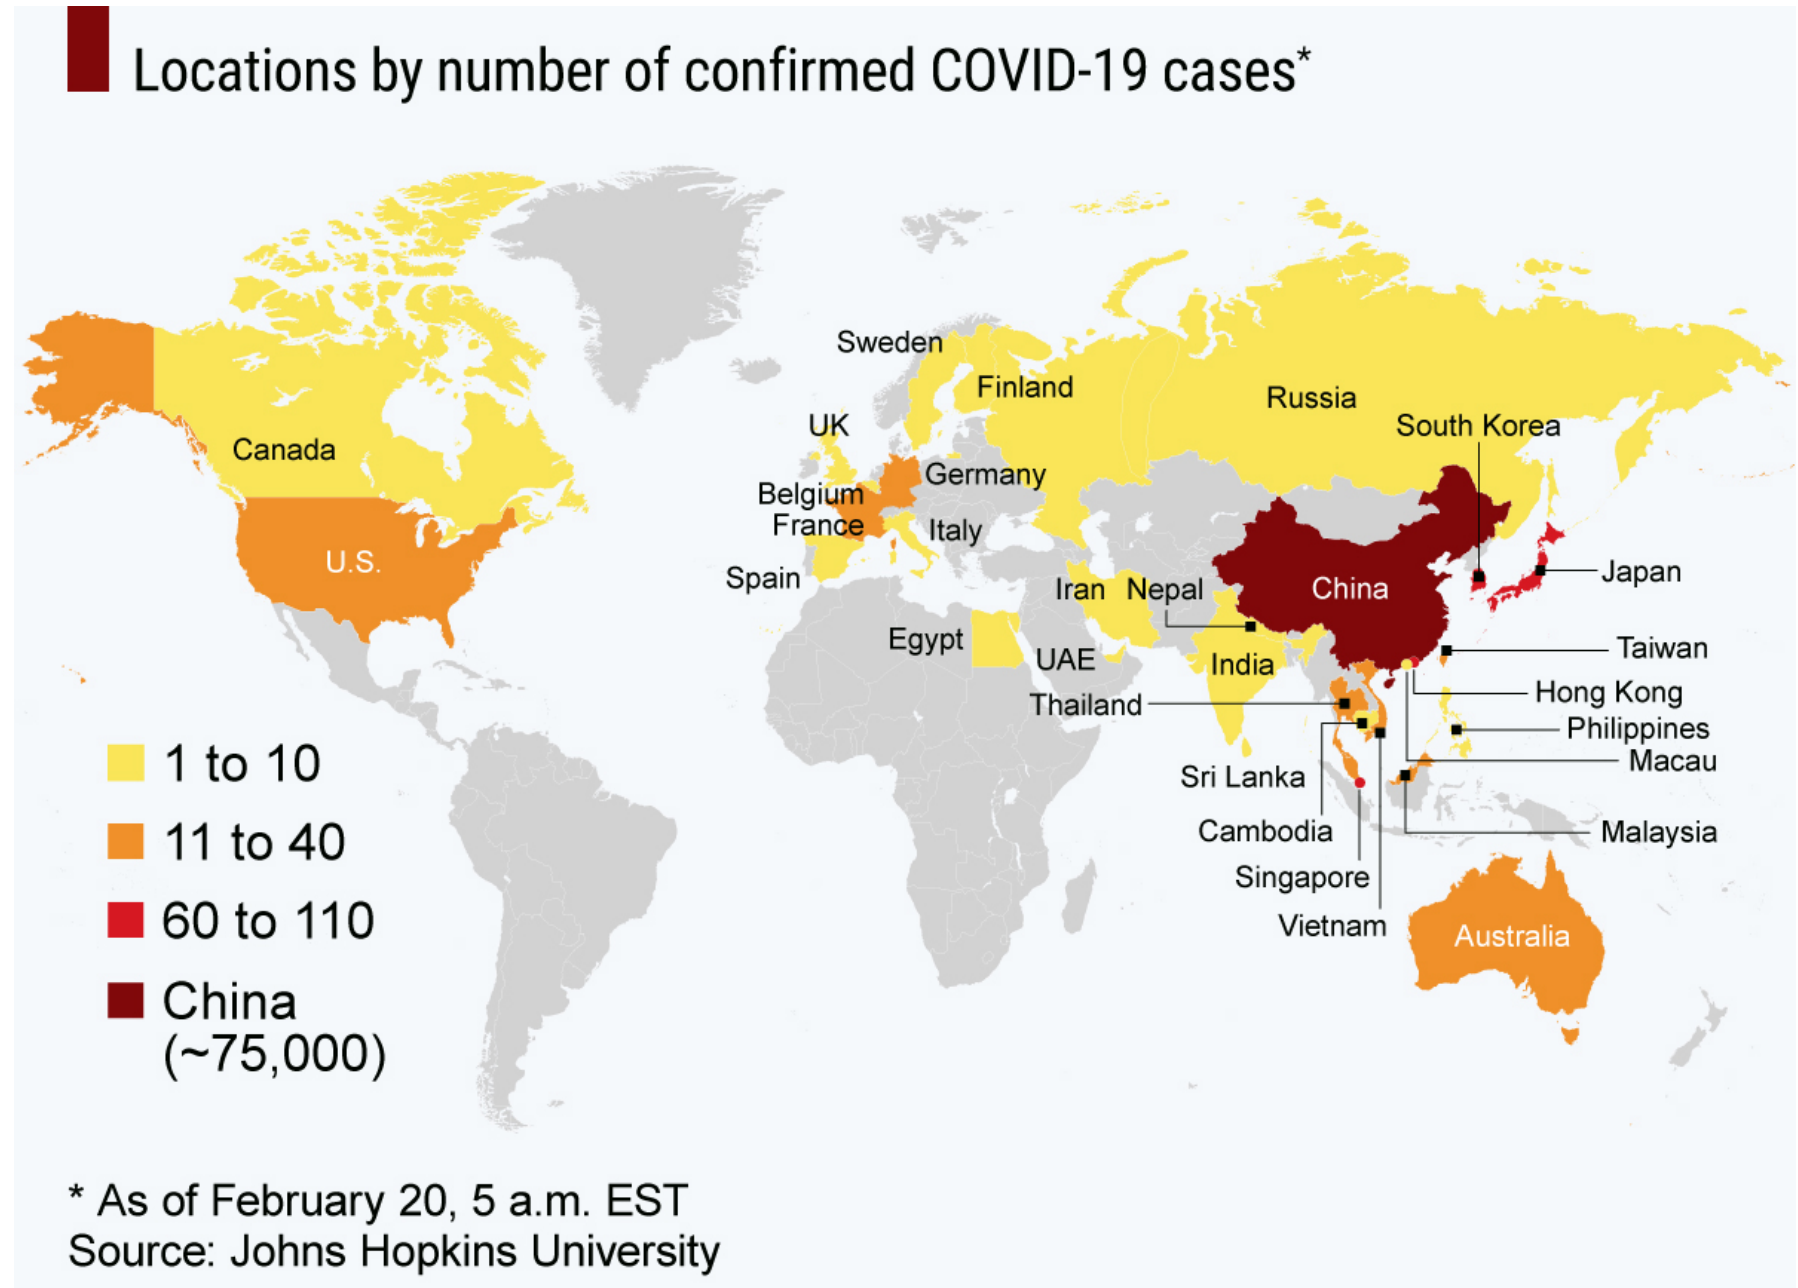 Locations by number of confirmed COVID-19 cases*
Sweden
Finland
Russia
UK
South Korea
Canada
Germany
Belgium
France
Italy
U.S.
Spain
Iran
Nepal
China
Japan
Egypt
UAE
India
Taiwan
Thailand
Hong Kong
Philippines
Macau
Sri Lanka
Cambodia
Malaysia
Singapore
Vietnam
Australia
1 to 10
11 to 40
60 to 110
China
(~75,000)
* As of February 20, 5 a.m. EST
Source: Johns Hopkins University